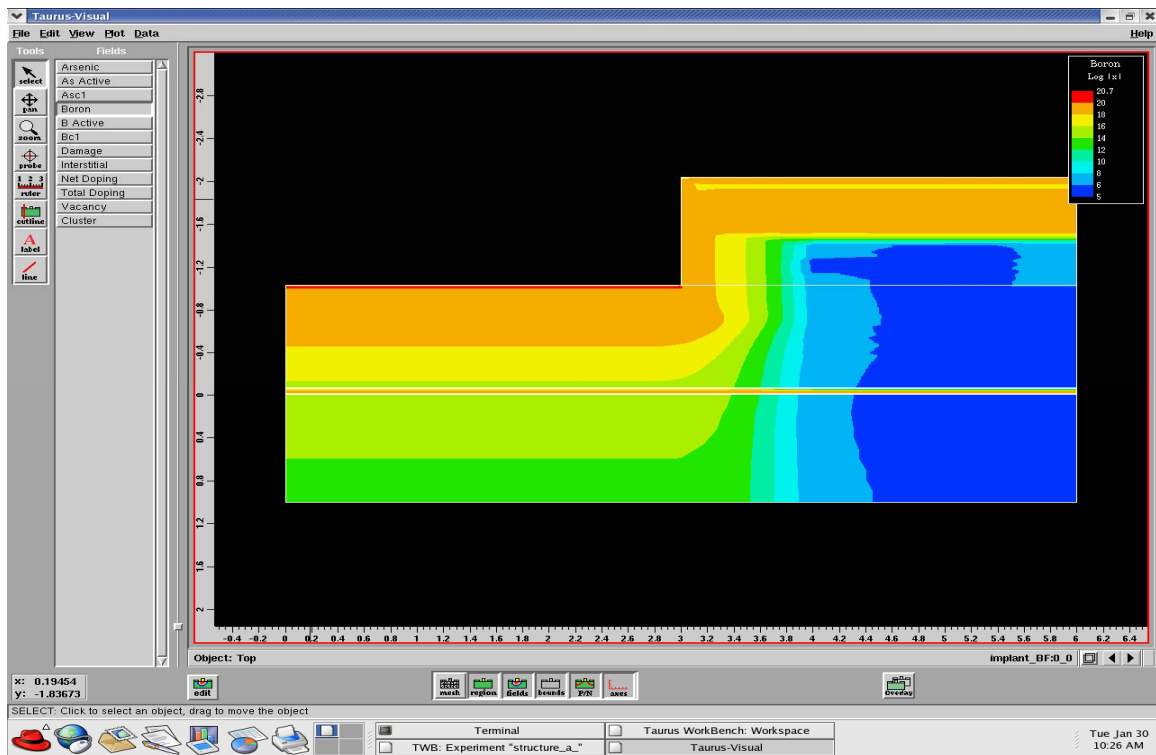 Taurus-Visual
File Edit View Plot Data Help
Tools Fields
select
pan
zoom
probe
1 2 3
ruler
cutline
A
label
line
Arsenic
As Active
Asc1
Boron
B Active
Bc1
Damage
Interstitial
Net Doping
Total Doping
Vacancy
Cluster
Boron
Log |x|
20.7
20
18
16
14
12
10
8
6
5
-2.8
-2.4
-2
-1.6
-1.2
-0.8
-0.4
0
0.4
0.8
1.2
1.6
2
-0.4 -0.2 0 0.2 0.4 0.6 0.8 1 1.2 1.4 1.6 1.8 2 2.2 2.4 2.6 2.8 3 3.2 3.4 3.6 3.8 4 4.2 4.4 4.6 4.8 5 5.2 5.4 5.6 5.8 6 6.2 6.4
Object: Top implant_BF:0_0
x: 0.19454
y: -1.83673
edit
mesh region fields bounds P/N axes
Overlay
SELECT: Click to select an object, drag to move the object
Terminal
Taurus WorkBench: Workspace
TWB: Experiment "structure_a_"
Taurus-Visual
Tue Jan 30
10:26 AM